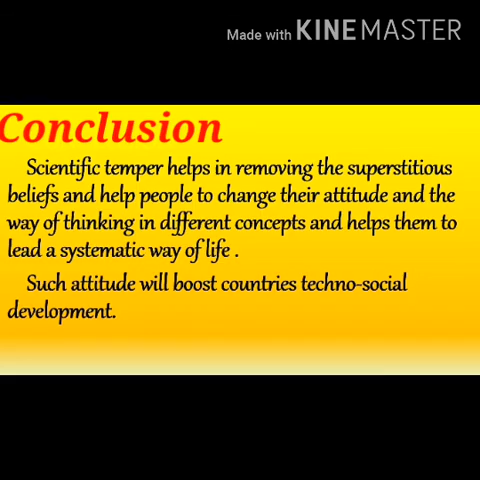 Made with KINEMASTER
Conclusion
Scientific temper helps in removing the superstitious
beliefs and help people to change their attitude and the
way of thinking in different concepts and helps them to
lead a systematic way of life .
Such attitude will boost countries techno-social
development.